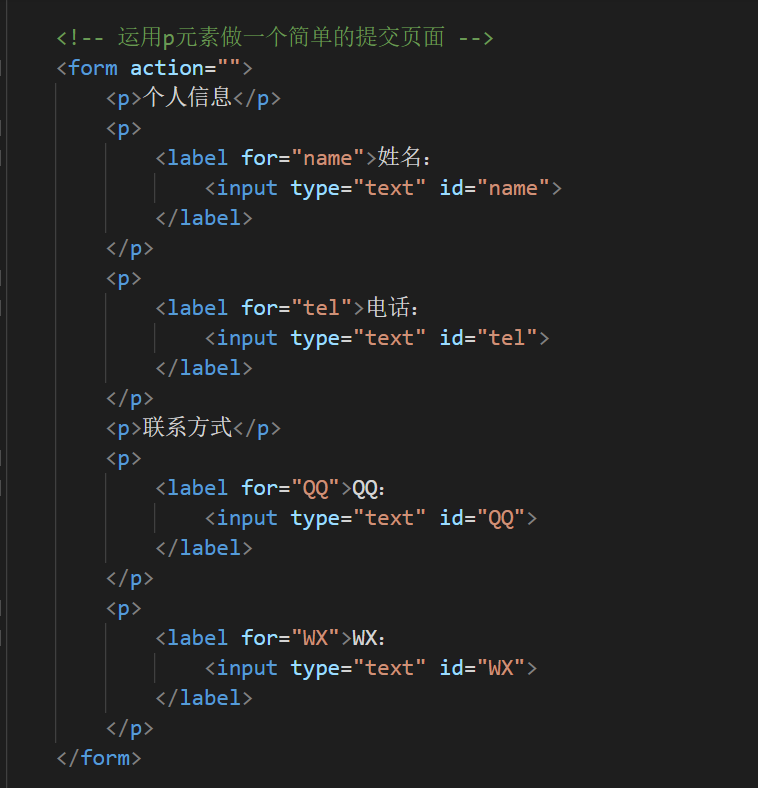 <!-- 运用p元素做一个简单的提交页面 -->
<form action="">
    <p>个人信息</p>
    <p>
        <label for="name">姓名：
            <input type="text" id="name">
        </label>
    </p>
    <p>
        <label for="tel">电话：
            <input type="text" id="tel">
        </label>
    </p>
    <p>联系方式</p>
    <p>
        <label for="QQ">QQ：
            <input type="text" id="QQ">
        </label>
    </p>
    <p>
        <label for="WX">WX：
            <input type="text" id="WX">
        </label>
    </p>
</form>